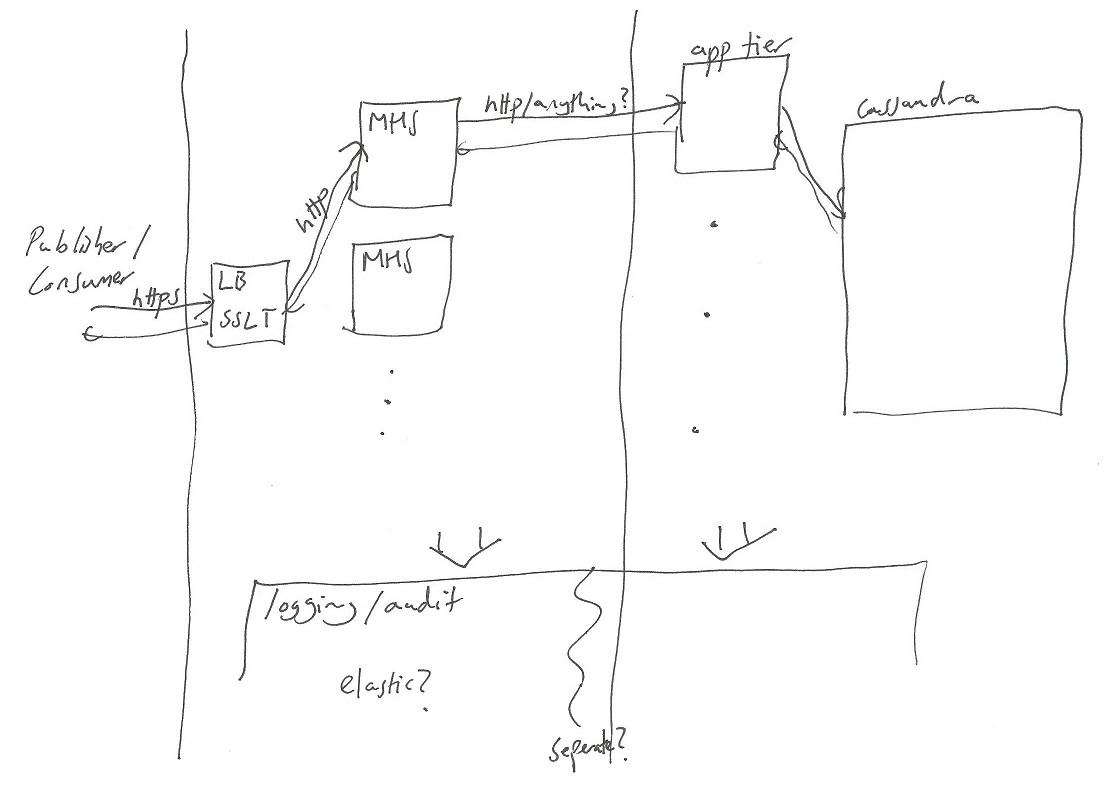 app tier
Cassandra
MHS
http/anything?
http
MHS
Publisher/
Consumer
https
LB
SSLT
logging/audit
elastic?
seperate?